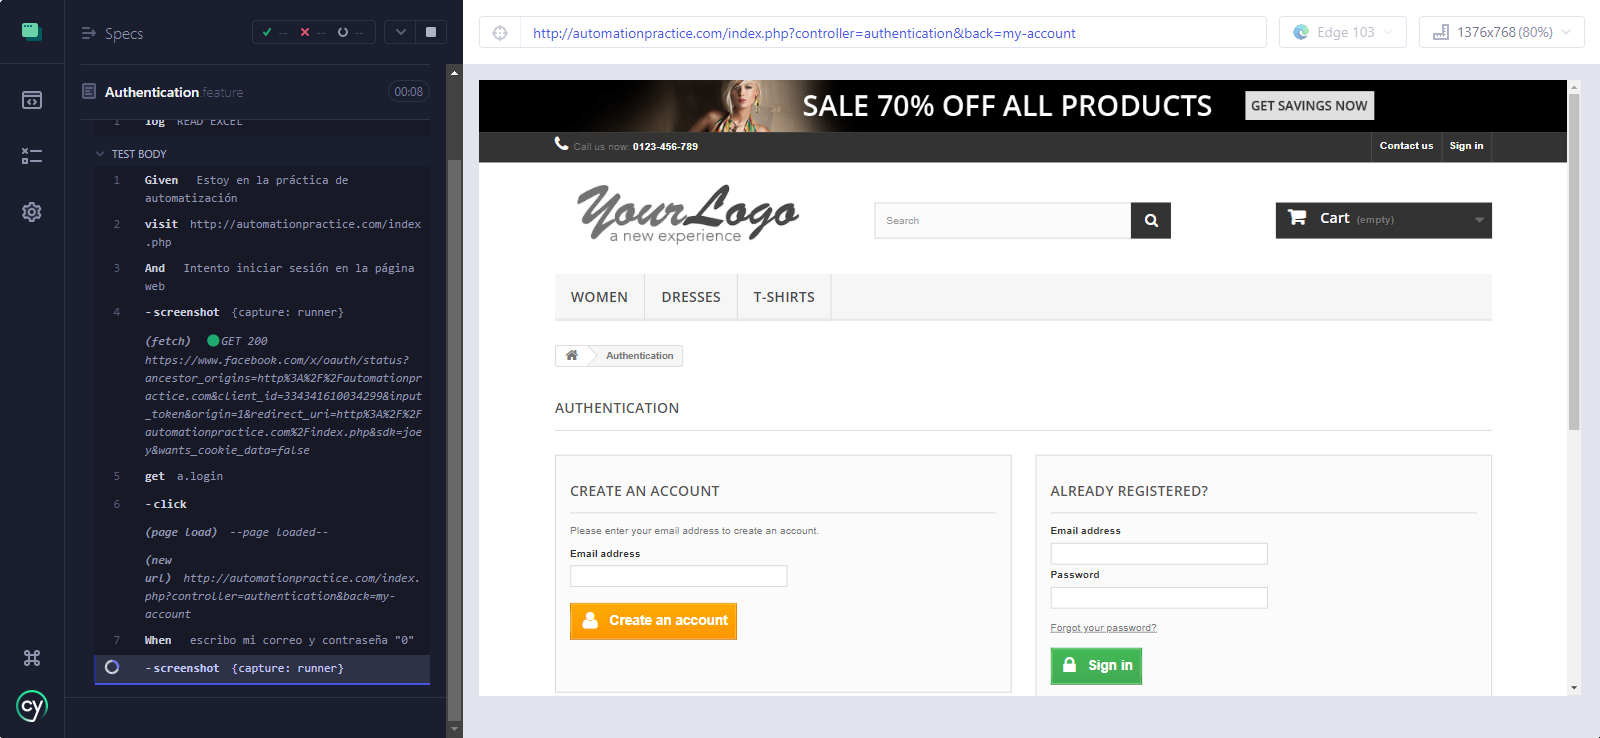 Specs
-- -- --
Authentication.feature 00:08
1 log READ EXCEL
TEST BODY
1 Given Estoy en la práctica de
automatización
2 visit http://automationpractice.com/index
.php
3 And Intento iniciar sesión en la página
web
4 -screenshot {capture: runner}
(fetch) GET 200
https://www.facebook.com/x/oauth/status?
ancestor_origins=http%3A%2F%2Fautomationpr
actice.com&client_id=334341610034299&input
_token&origin=1&redirect_uri=http%3A%2F%2F
automationpractice.com%2Findex.php&sdk=joe
y&wants_cookie_data=false
5 get a.login
6 -click
(page load) --page loaded--
(new
url) http://automationpractice.com/index.
php?controller=authentication&back=my-
account
7 When escribo mi correo y contraseña "0"
-screenshot {capture: runner}
cy
http://automationpractice.com/index.php?controller=authentication&back=my-account
Edge 103
1376x768 (80%)
SALE 70% OFF ALL PRODUCTS GET SAVINGS NOW
Call us now: 0123-456-789 Contact us Sign in
YourLogo
a new experience
Search
Cart (empty)
WOMEN DRESSES T-SHIRTS
Authentication
AUTHENTICATION
CREATE AN ACCOUNT
Please enter your email address to create an account.
Email address
Create an account
ALREADY REGISTERED?
Email address
Password
Forgot your password?
Sign in